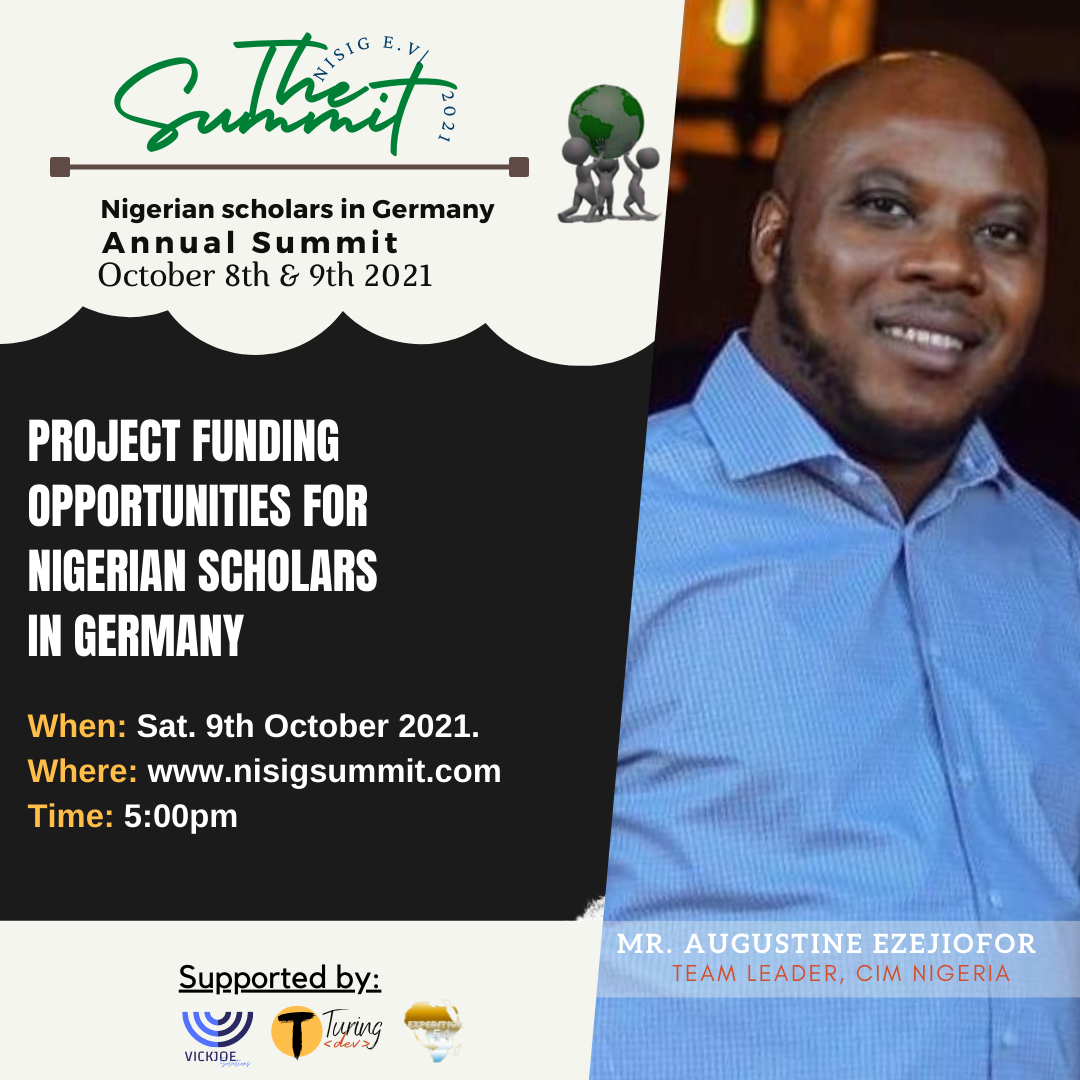 The
Summit
NISIG E.V
2021
Nigerian scholars in Germany
Annual Summit
October 8th & 9th 2021
PROJECT FUNDING
OPPORTUNITIES FOR
NIGERIAN SCHOLARS
IN GERMANY
When: Sat. 9th October 2021.
Where: www.nisigsummit.com
Time: 5:00pm
MR. AUGUSTINE EZEJIOFOR
TEAM LEADER, CIM NIGERIA
Supported by:
VICKJOE
Solutions
T Turing
<dev>